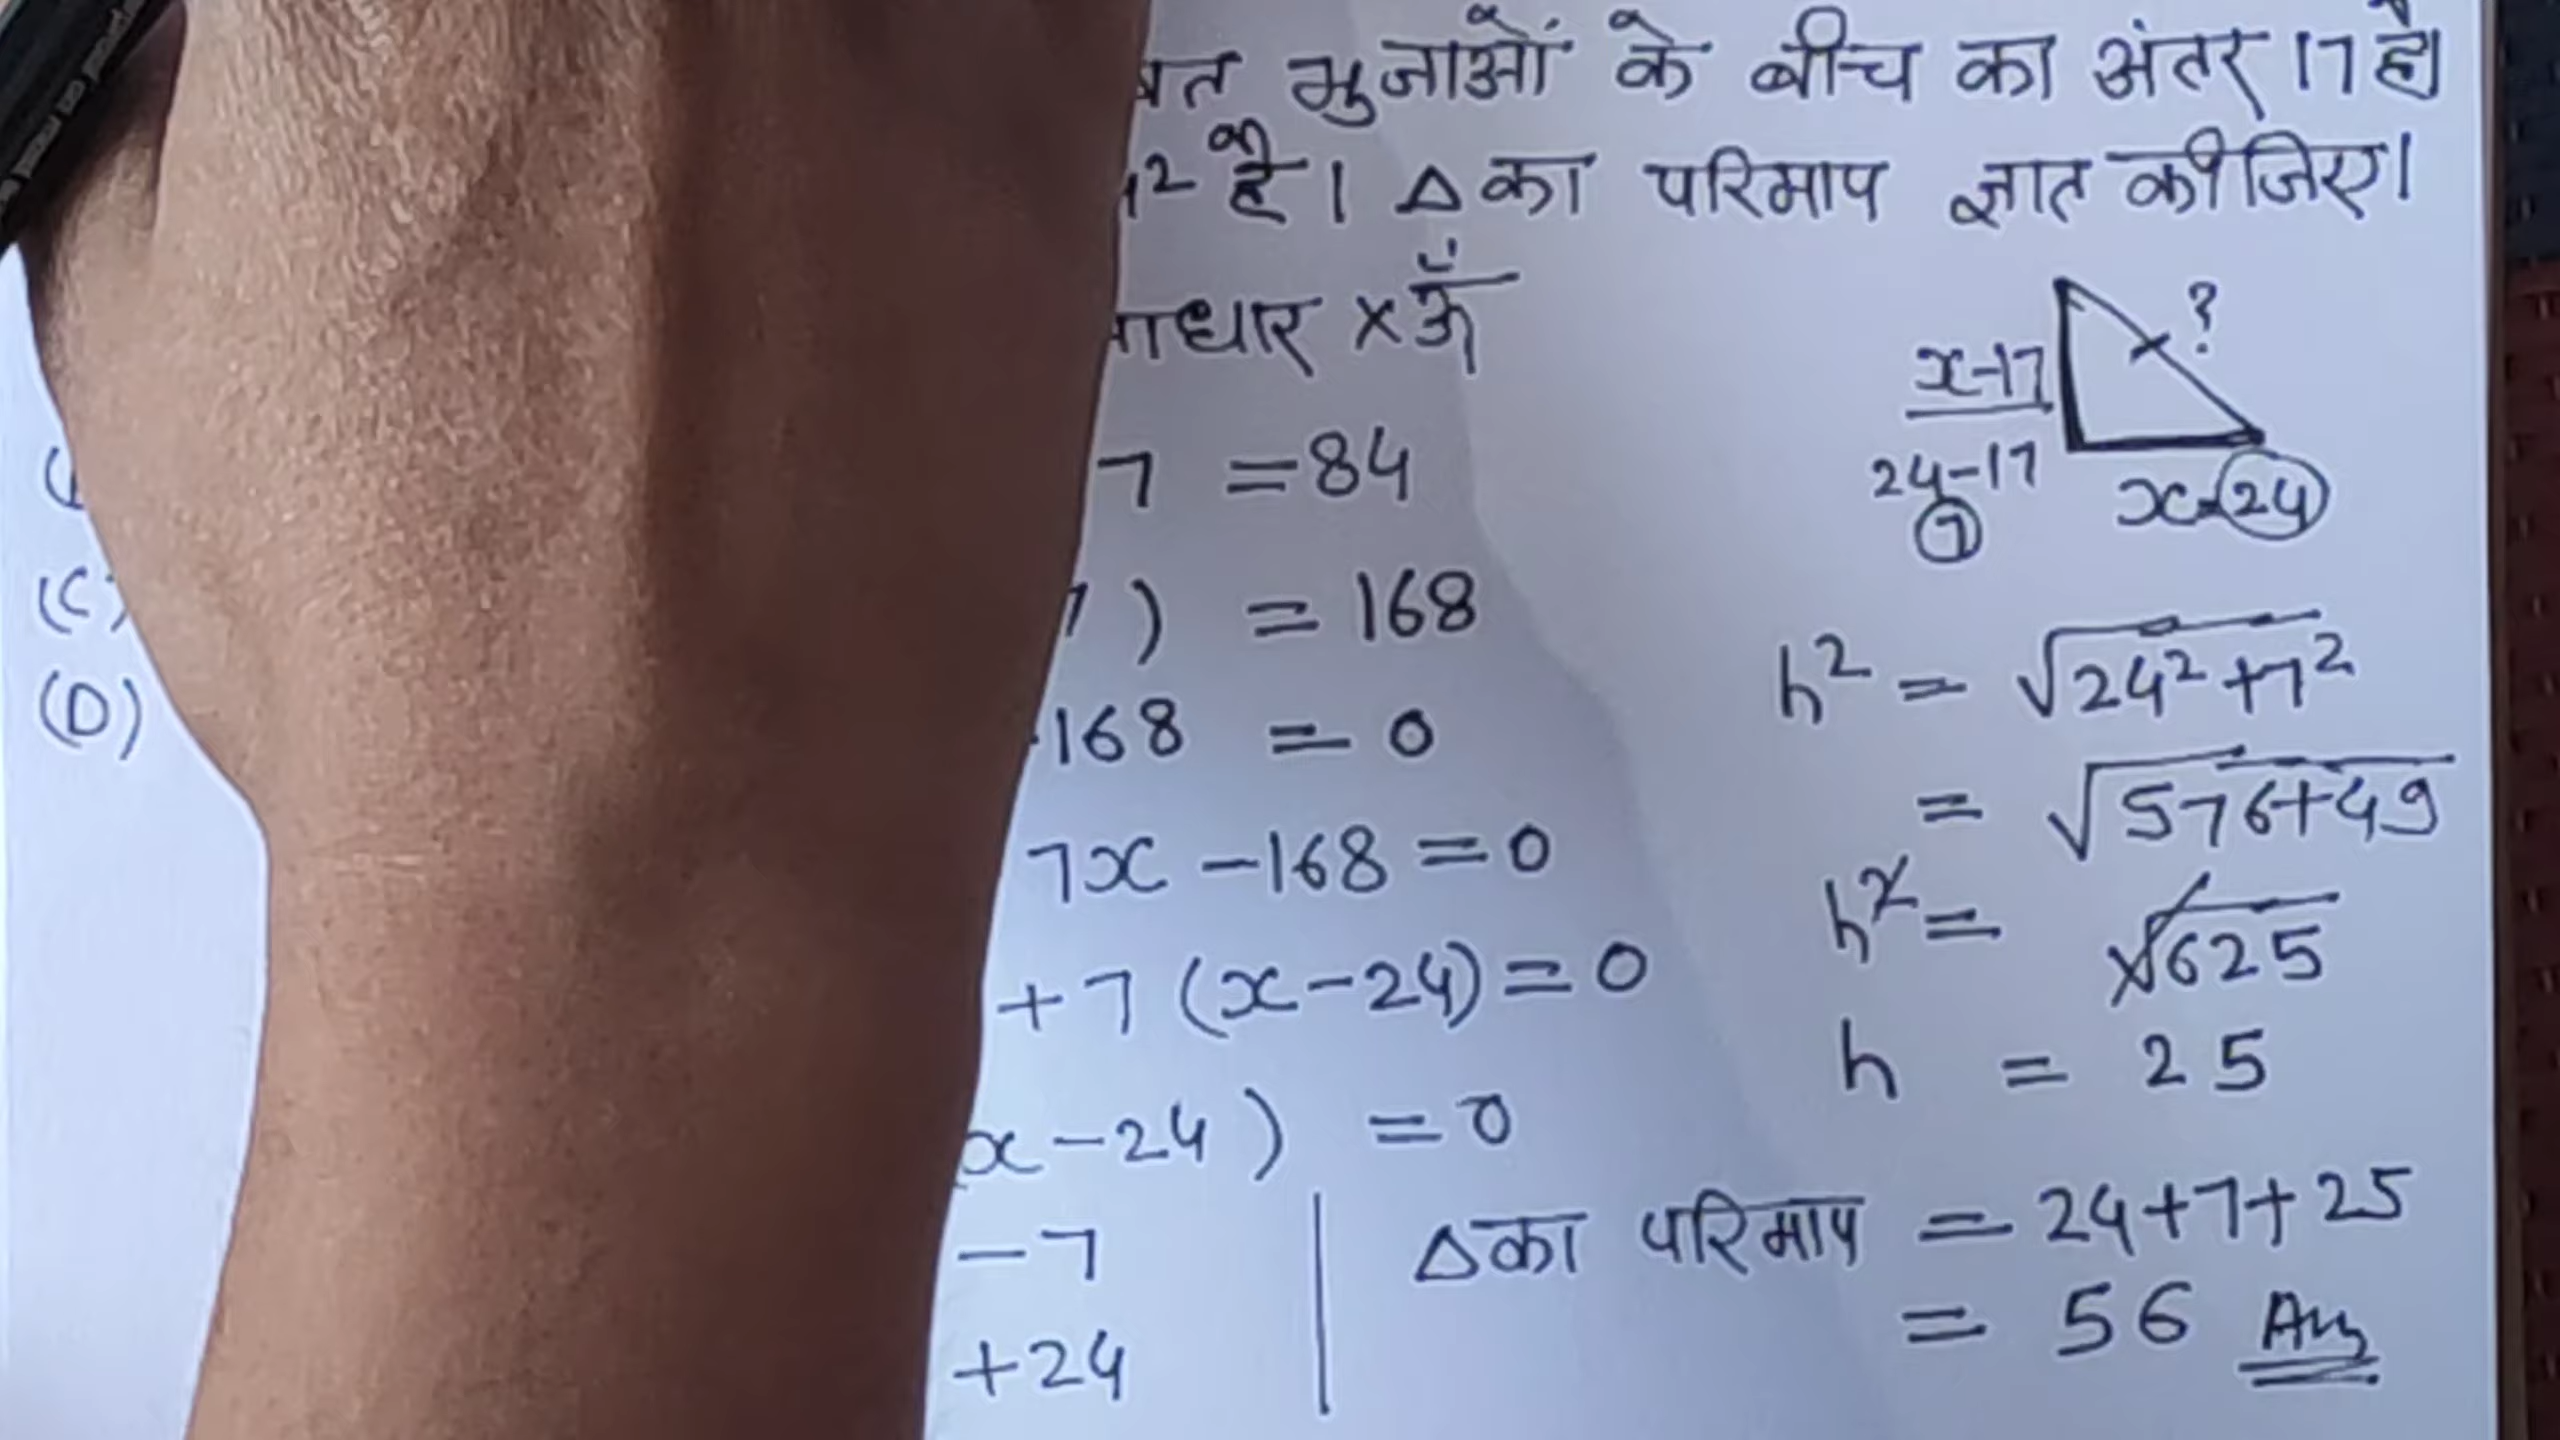 भुजाओं के बीच का अंतर 17 है।
² है। △ का परिमाप ज्ञात कीजिए।
× ऊँ
7 = 84
) = 168
168 = 0
7x - 168 = 0
+ 7 (x - 24) = 0
x - 24 ) = 0
- 7
+ 24
(C)
(D)
x-17
24-17
7
?
x=24
h² = √24² + 7²
= √576+49
h² = √625
h = 25
△ का परिमाप = 24+7+25
= 56 Ans